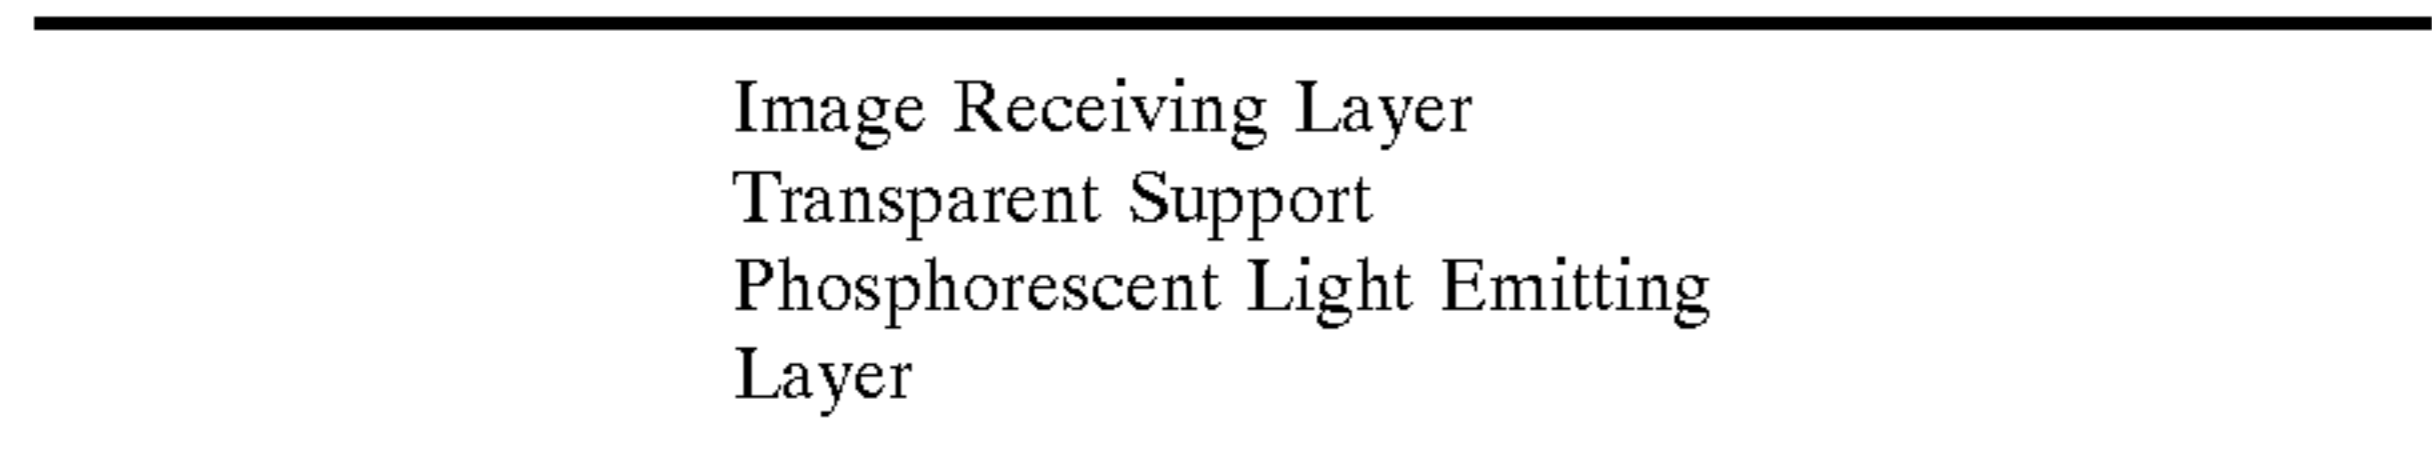 Image Receiving Layer
Transparent Support
Phosphorescent Light Emitting
Layer